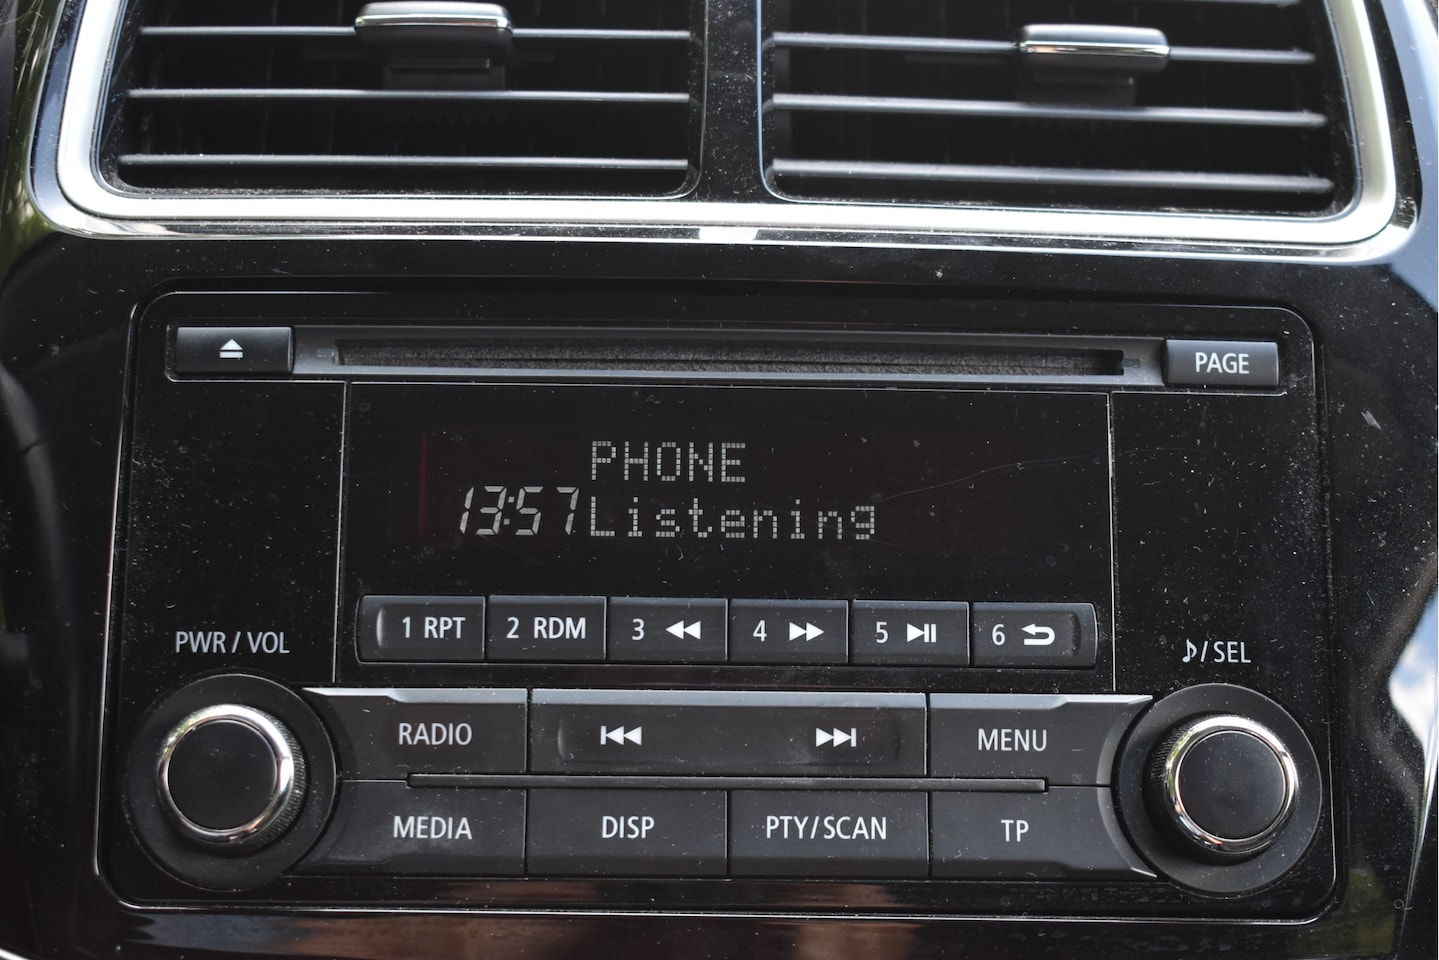 PAGE
PHONE
13:57 Listening
1 RPT 2 RDM 3 4 5 6
PWR / VOL
♪/ SEL
RADIO MENU
MEDIA DISP PTY/SCAN TP